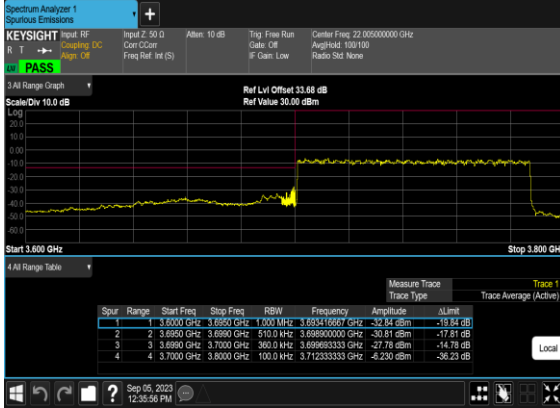 Spectrum Analyzer 1
Spurious Emissions
+
KEYSIGHT Input: RF Input Z: 50 Ω Atten: 10 dB Trig: Free Run Center Freq: 22.005000000 GHz
R T Coupling: DC Corr CCorr Gate: Off Avg|Hold: 100/100
Align: Off Freq Ref: Int (S) IF Gain: Low Radio Std: None
LXI PASS
3 All Range Graph
Ref Lvl Offset 33.68 dB
Scale/Div 10.0 dB Ref Value 30.00 dBm
Log
20.0
10.0
0.00
-10.0
-20.0
-30.0
-40.0
-50.0
-60.0
Start 3.600 GHz Stop 3.800 GH
4 All Range Table
Measure Trace Trace 1
Trace Type Trace Average (Active)
Spur Range Start Freq Stop Freq RBW Frequency Amplitude ΔLimit
1 1 3.6000 GHz 3.6950 GHz 1.000 MHz 3.693416667 GHz -32.84 dBm -19.84 dB
2 2 3.6950 GHz 3.6990 GHz 510.0 kHz 3.698900000 GHz -30.81 dBm -17.81 dB
3 3 3.6990 GHz 3.7000 GHz 360.0 kHz 3.699693333 GHz -27.78 dBm -14.78 dB
4 4 3.7000 GHz 3.8000 GHz 100.0 kHz 3.712333333 GHz -6.230 dBm -36.23 dB
Local
?
Sep 05, 2023
12:35:56 PM